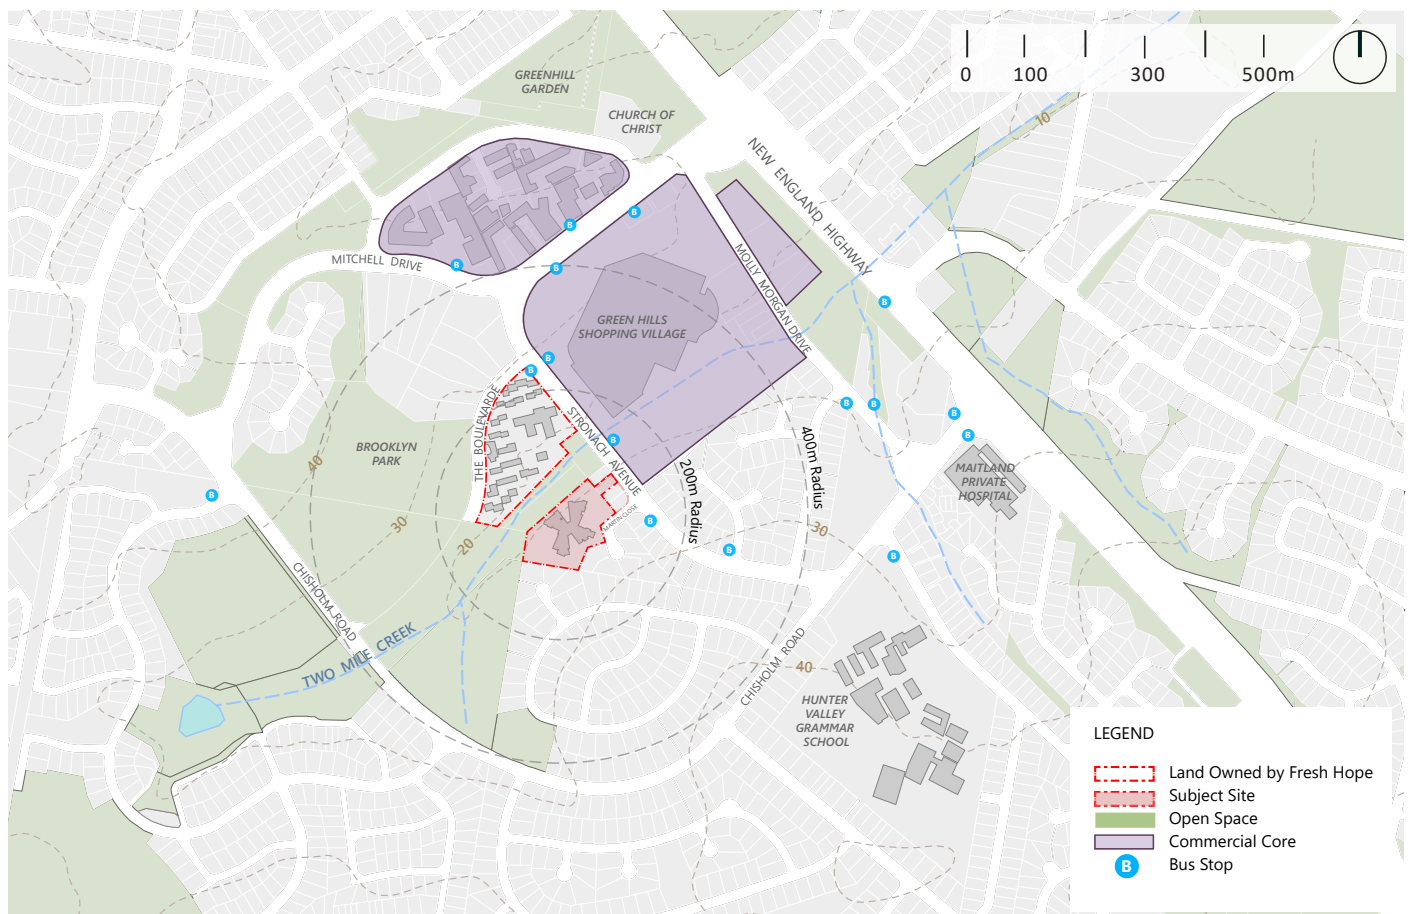 0 100 300 500m
GREENHILL
GARDEN
CHURCH OF
CHRIST
10
NEW ENGLAND HIGHWAY
B
B
MITCHELL DRIVE
B
B
MOLLY MORGAN DRIVE
B
GREEN HILLS
SHOPPING VILLAGE
B
B
THE BOULEVARDE
STRONACH AVENUE
B
B
B
B
B
BROOKLYN
PARK
40
400m Radius
200m Radius
MAITLAND
PRIVATE
HOSPITAL
B
30
20
MARTIN CLOSE
B
30
B
B
CHISHOLM ROAD
TWO MILE CREEK
CHISHOLM ROAD
40
HUNTER
VALLEY
GRAMMAR
SCHOOL
LEGEND
Land Owned by Fresh Hope
Subject Site
Open Space
Commercial Core
B Bus Stop